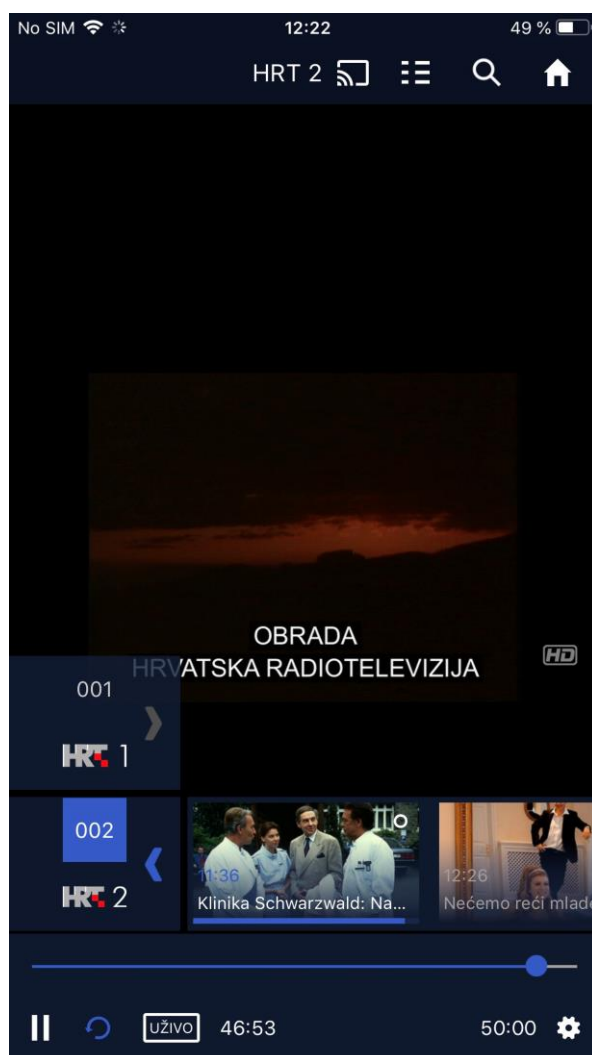 No SIM 12:22 49 %
HRT 2
OBRADA
HRVATSKA RADIOTELEVIZIJA
HD
001
HRT 1
002
HRT 2
11:36
Klinika Schwarzwald: Na...
12:26
Nećemo reći mlade
UŽIVO 46:53 50:00